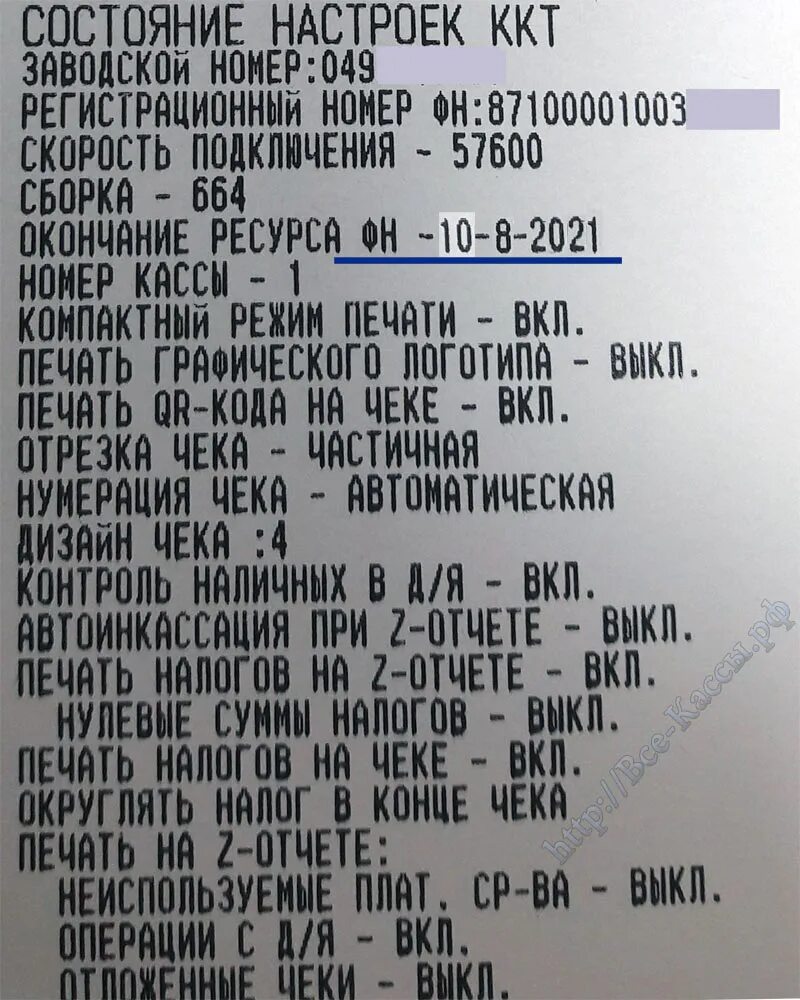 СОСТОЯНИЕ НАСТРОЕК ККТ
ЗАВОДСКОЙ НОМЕР:049
РЕГИСТРАЦИОННЫЙ НОМЕР ФН:87100001003
СКОРОСТЬ ПОДКЛЮЧЕНИЯ - 57600
СБОРКА - 664
ОКОНЧАНИЕ РЕСУРСА ФН -10-8-2021
НОМЕР КАССЫ - 1
КОМПАКТНЫЙ РЕЖИМ ПЕЧАТИ - ВКЛ.
ПЕЧАТЬ ГРАФИЧЕСКОГО ЛОГОТИПА - ВЫКЛ.
ПЕЧАТЬ QR-КОДА НА ЧЕКЕ - ВКЛ.
ОТРЕЗКА ЧЕКА - ЧАСТИЧНАЯ
НУМЕРАЦИЯ ЧЕКА - АВТОМАТИЧЕСКАЯ
ДИЗАЙН ЧЕКА :4
КОНТРОЛЬ НАЛИЧНЫХ В Д/Я - ВКЛ.
АВТОИНКАССАЦИЯ ПРИ Z-ОТЧЕТЕ - ВЫКЛ.
ПЕЧАТЬ НАЛОГОВ НА Z-ОТЧЕТЕ - ВКЛ.
НУЛЕВЫЕ СУММЫ НАЛОГОВ - ВЫКЛ.
ПЕЧАТЬ НАЛОГОВ НА ЧЕКЕ - ВКЛ.
ОКРУГЛЯТЬ НАЛОГ В КОНЦЕ ЧЕКА
ПЕЧАТЬ НА Z-ОТЧЕТЕ:
НЕИСПОЛЬЗУЕМЫЕ ПЛАТ. СР-ВА - ВЫКЛ.
ОПЕРАЦИИ С Д/Я - ВКЛ.
ОТЛОЖЕННЫЕ ЧЕКИ - ВЫКЛ.
http://Все-Кассы.рф